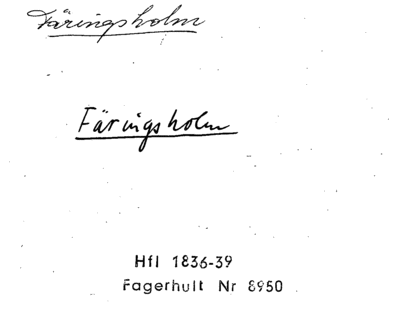 Färingsholm
Färingsholm
Hfl 1836-39
Fagerhult Nr 8950